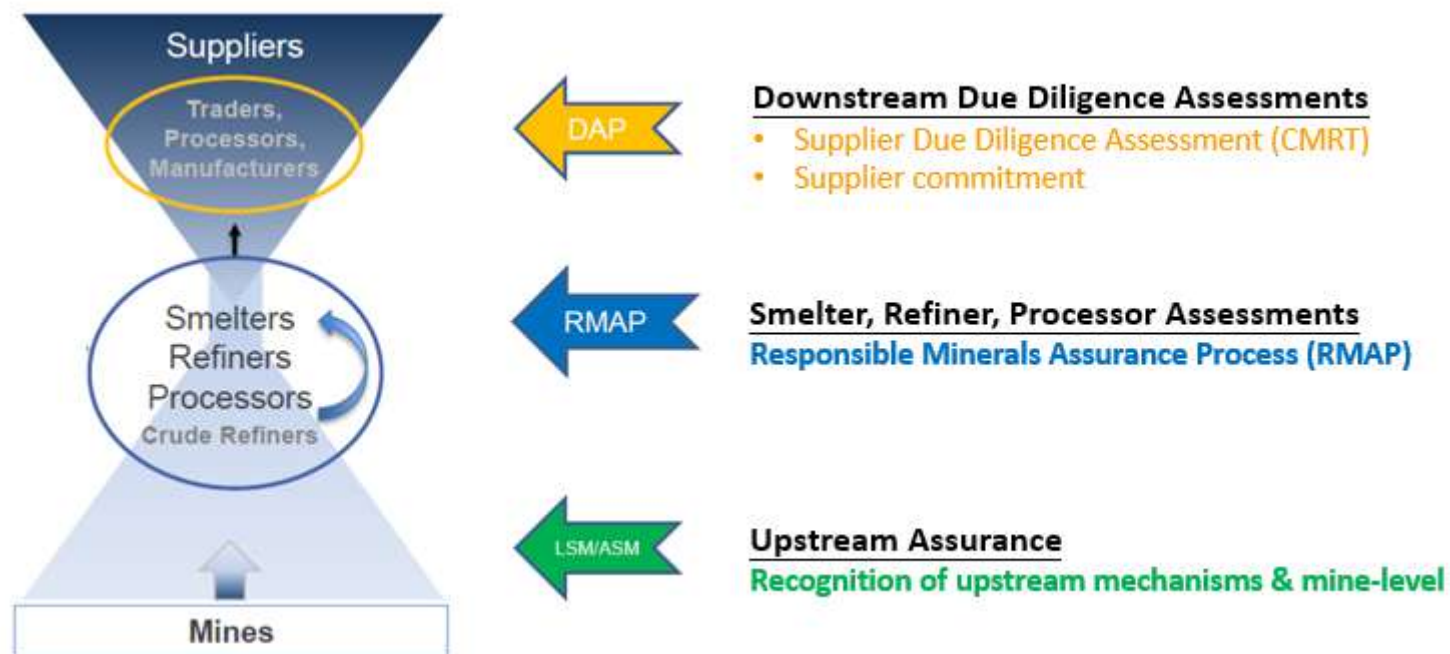 Suppliers
Traders,
Processors,
Manufacturers
DAP
Downstream Due Diligence Assessments
• Supplier Due Diligence Assessment (CMRT)
• Supplier commitment
Smelters
Refiners
Processors
Crude Refiners
RMAP
Smelter, Refiner, Processor Assessments
Responsible Minerals Assurance Process (RMAP)
LSM/ASM
Upstream Assurance
Recognition of upstream mechanisms & mine-level
Mines